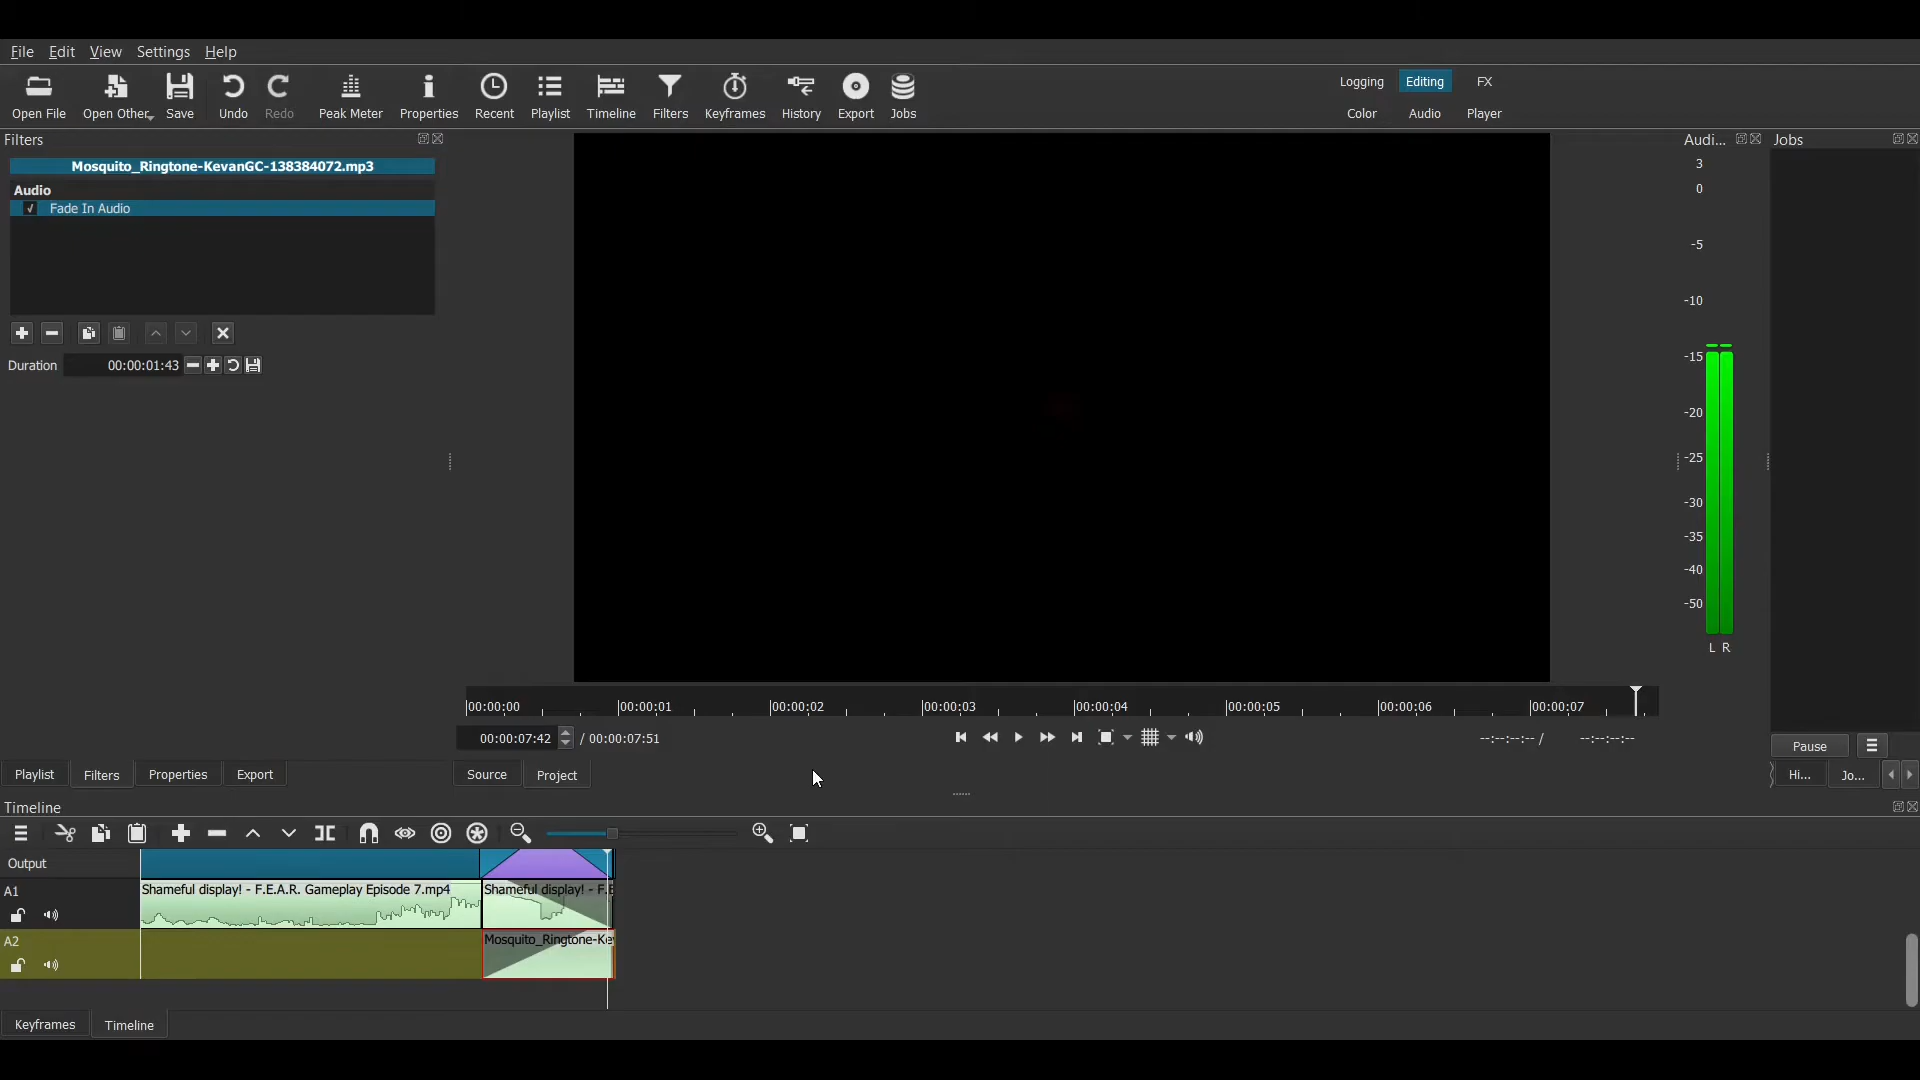 File Edit View Settings Help
Open File Open Other Save Undo Redo Peak Meter Properties Recent Playlist Timeline Filters Keyframes History Export Jobs
Logging Editing FX
Color Audio Player
Filters
Mosquito_Ringtone-KevanGC-138384072.mp3
Audio
Fade In Audio
Duration 00:00:01:43
Audi...
3
0
-5
-10
-15
-20
-25
-30
-35
-40
-50
L R
Jobs
00:00:00 00:00:01 00:00:02 00:00:03 00:00:04 00:00:05 00:00:06 00:00:07
00:00:07:42 / 00:00:07:51
--:--:--:-- / --:--:--:--
Pause
Playlist Filters Properties Export
Source Project
Hi... Jo...
Timeline
Output
A1
Shameful display! - F.E.A.R. Gameplay Episode 7.mp4
Shameful display! - F.E
A2
Mosquito_Ringtone-Ke
Keyframes Timeline